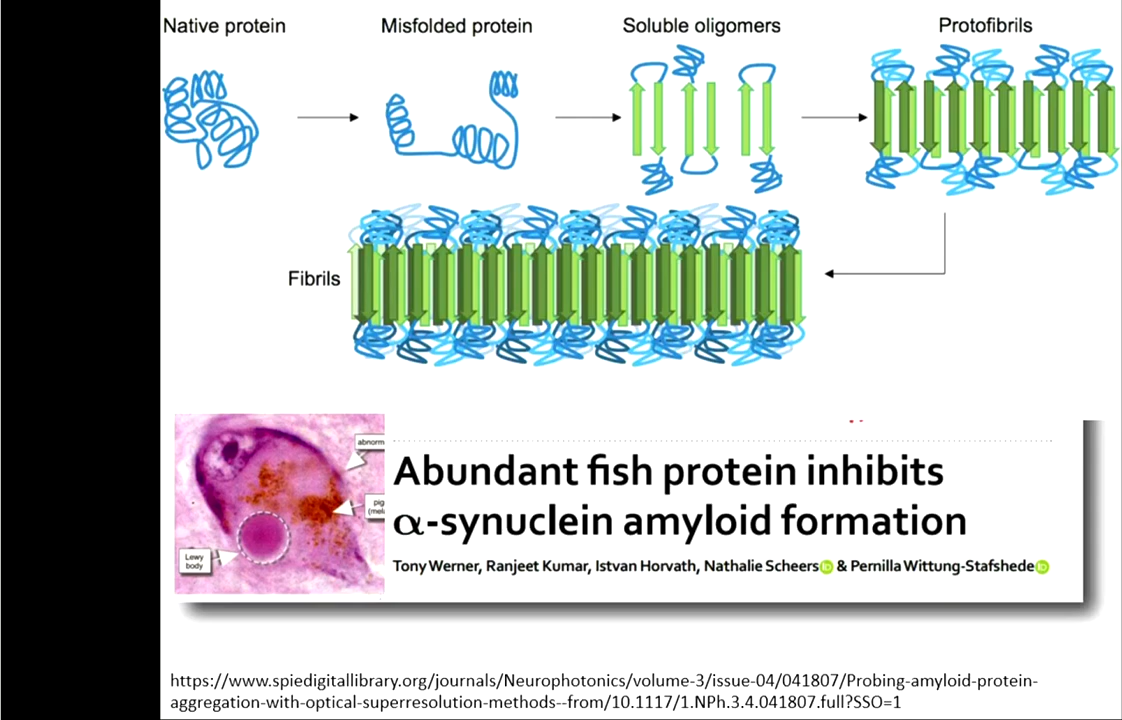 Native protein
Misfolded protein
Soluble oligomers
Protofibrils
Fibrils
abnorm
pig
(mela
Lewy
body
Abundant fish protein inhibits
α-synuclein amyloid formation
Tony Werner, Ranjeet Kumar, Istvan Horvath, Nathalie Scheers & Pernilla Wittung-Stafshede
https://www.spiedigitallibrary.org/journals/Neurophotonics/volume-3/issue-04/041807/Probing-amyloid-protein-
aggregation-with-optical-superresolution-methods--from/10.1117/1.NPh.3.4.041807.full?SSO=1